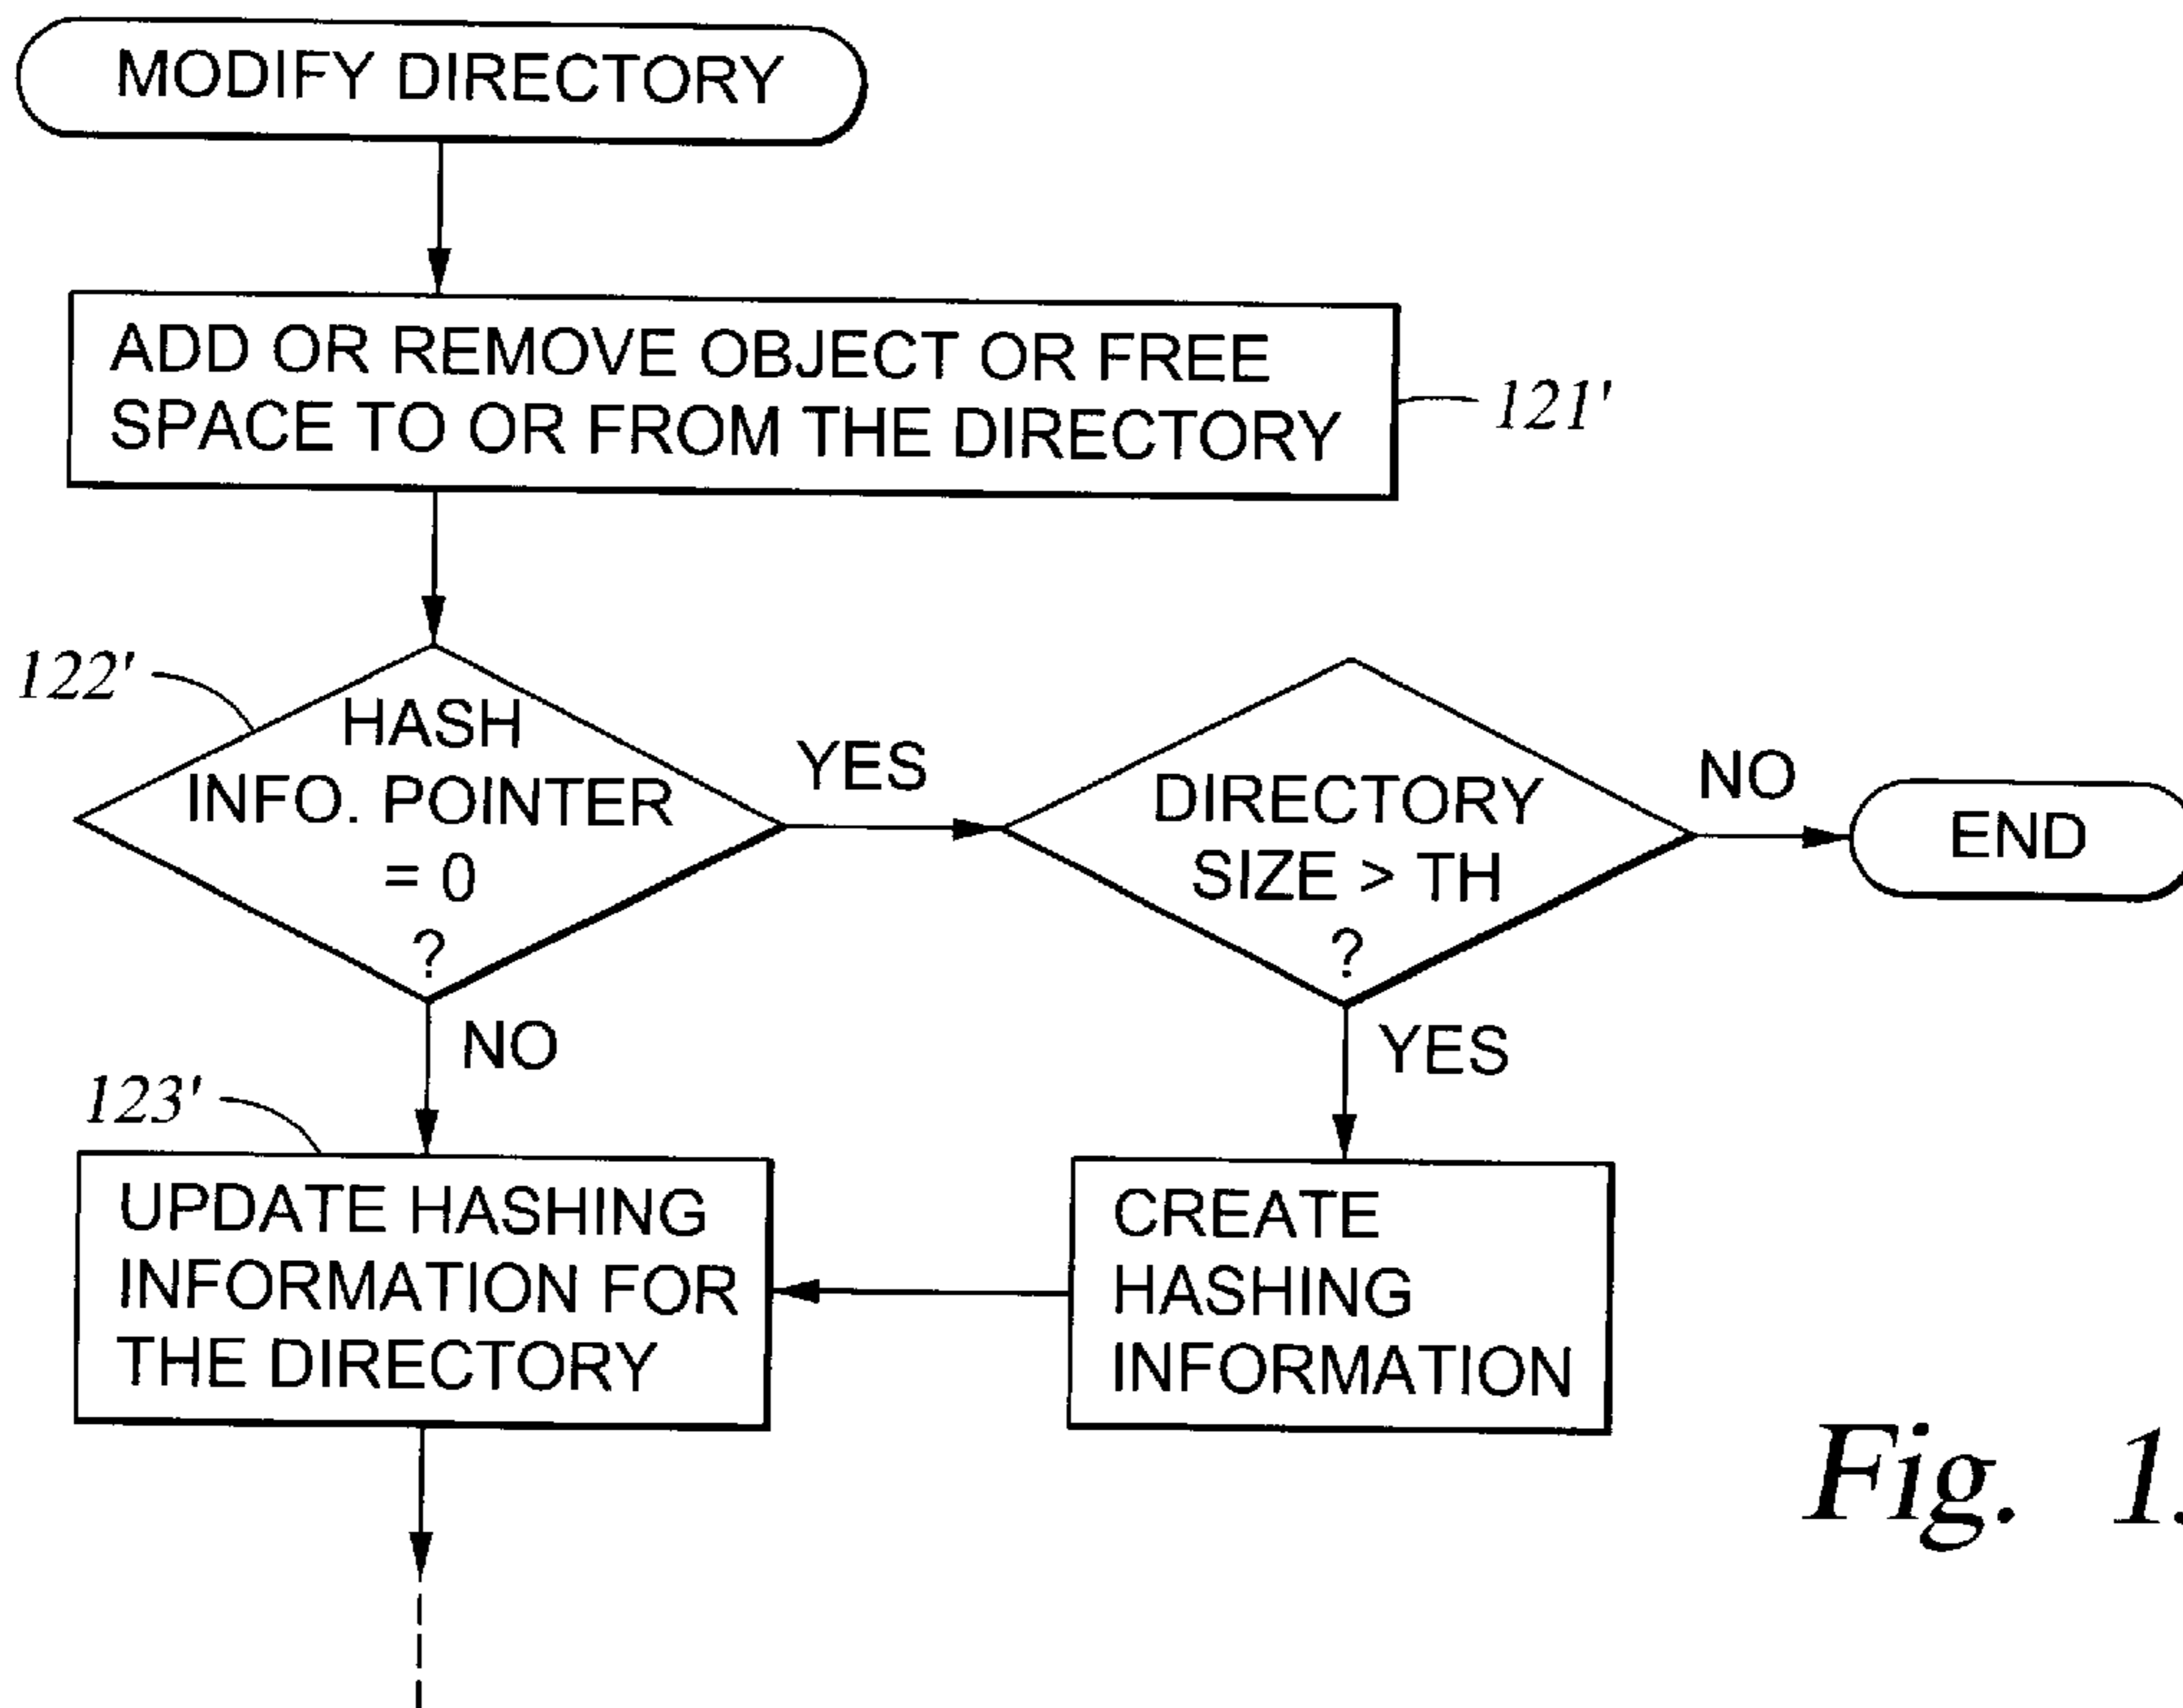 MODIFY DIRECTORY
ADD OR REMOVE OBJECT OR FREE
SPACE TO OR FROM THE DIRECTORY
121'
122'
HASH
INFO. POINTER
= 0
?
YES
DIRECTORY
SIZE > TH
?
NO
END
NO
YES
123'
UPDATE HASHING
INFORMATION FOR
THE DIRECTORY
CREATE
HASHING
INFORMATION
Fig. 1